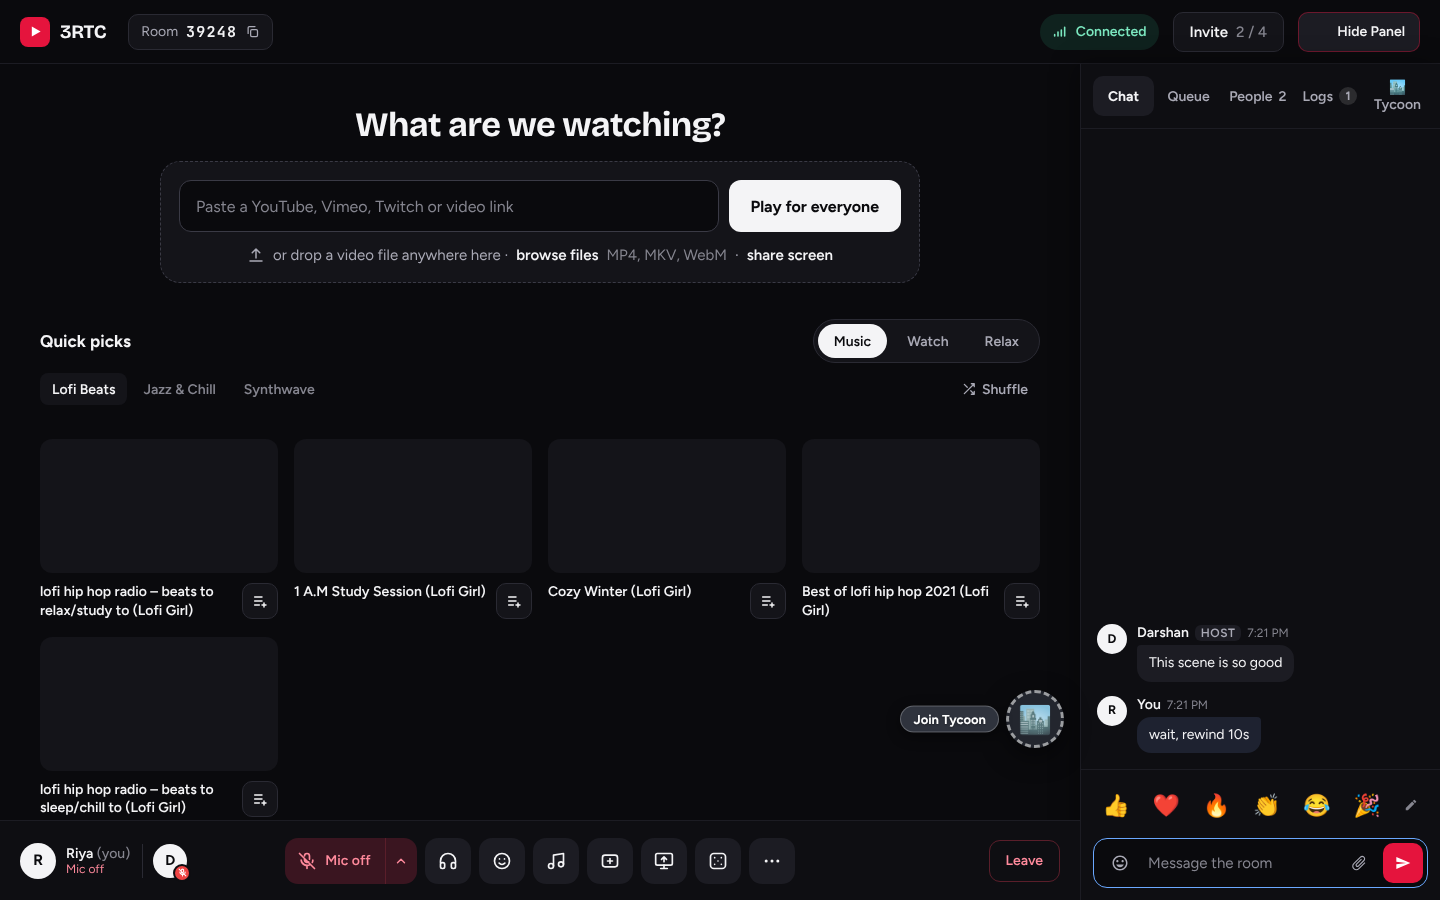 3RTC
Room 39248
Connected
Invite 2 / 4
Hide Panel
Chat
Queue
People 2
Logs 1
Tycoon
What are we watching?
Paste a YouTube, Vimeo, Twitch or video link
Play for everyone
or drop a video file anywhere here · browse files MP4, MKV, WebM · share screen
Quick picks
Music
Watch
Relax
Lofi Beats
Jazz & Chill
Synthwave
Shuffle
lofi hip hop radio – beats to
relax/study to (Lofi Girl)
1 A.M Study Session (Lofi Girl)
Cozy Winter (Lofi Girl)
Best of lofi hip hop 2021 (Lofi
Girl)
lofi hip hop radio – beats to
sleep/chill to (Lofi Girl)
Join Tycoon
D
Darshan HOST 7:21 PM
This scene is so good
R
You 7:21 PM
wait, rewind 10s
R
Riya (you)
Mic off
D
Mic off
Leave
Message the room